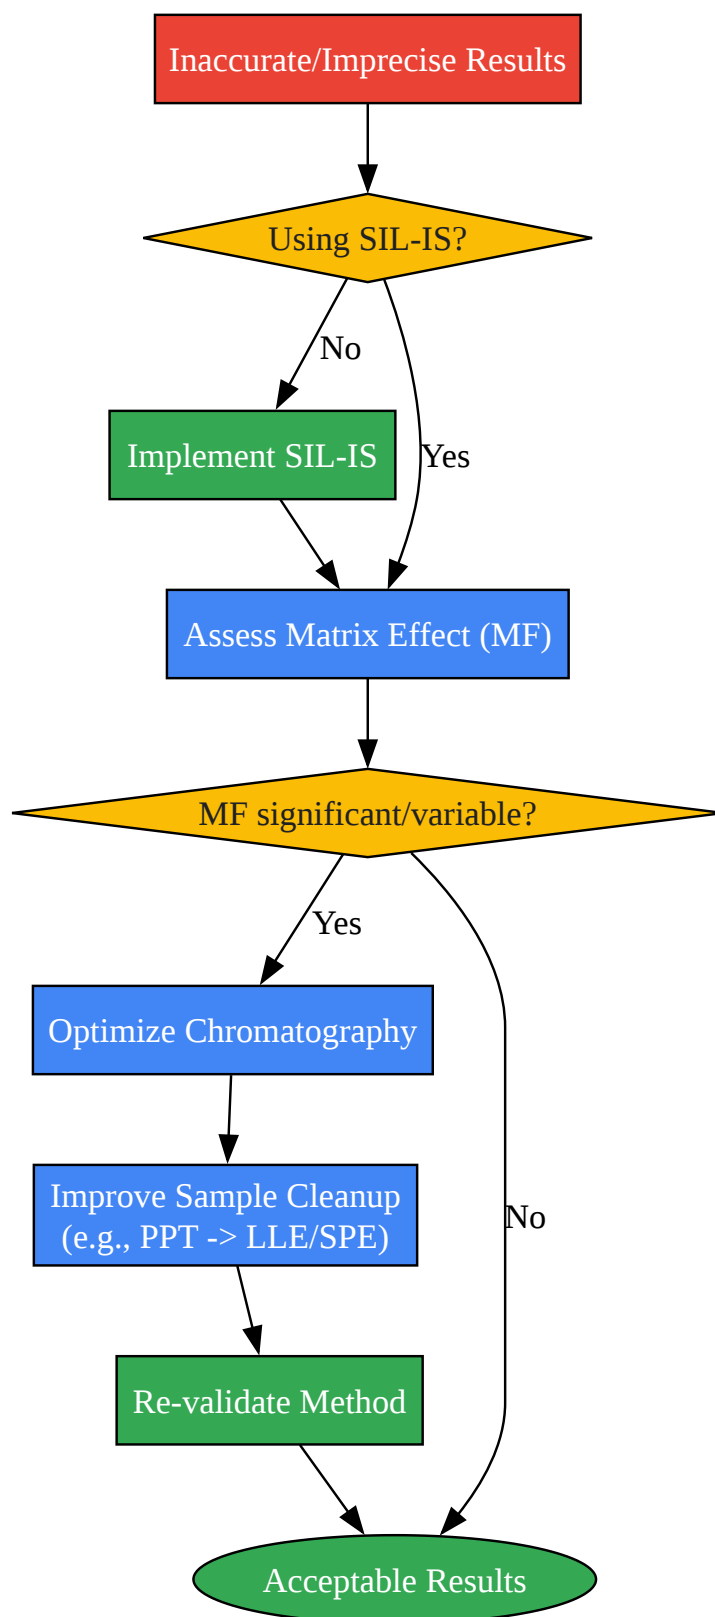 Inaccurate/Imprecise Results
Using SIL-IS?
No
Implement SIL-IS
Yes
Assess Matrix Effect (MF)
MF significant/variable?
Yes
Optimize Chromatography
Improve Sample Cleanup
(e.g., PPT -> LLE/SPE)
No
Re-validate Method
Acceptable Results